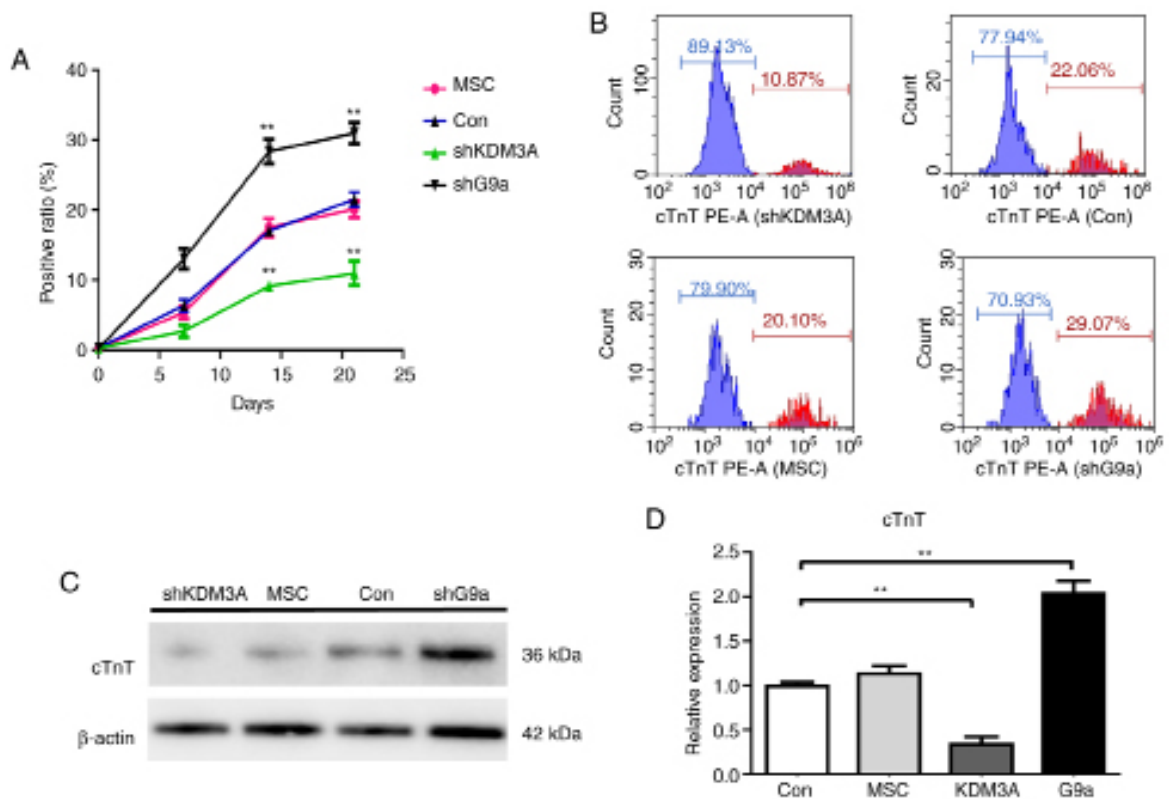 A
40
30
20
10
0
Positive ratio (%)
** **
** **
0 5 10 15 20 25
Days
MSC
Con
shKDM3A
shG9a
B
89.13%
10.87%
100
0
Count
10² 10³ 10⁴ 10⁵ 10⁶
cTnT PE-A (shKDM3A)
77.94%
22.06%
20
0
Count
10² 10³ 10⁴ 10⁵ 10⁶
cTnT PE-A (Con)
30
20
10
0
Count
79.90%
20.10%
10² 10³ 10⁴ 10⁵ 10⁶
cTnT PE-A (MSC)
30
20
10
0
Count
70.93%
29.07%
10² 10³ 10⁴ 10⁵ 10⁶
cTnT PE-A (shG9a)
C
shKDM3A MSC Con shG9a
cTnT 36 kDa
β-actin 42 kDa
D
cTnT
2.5
2.0
1.5
1.0
0.5
0.0
Relative expression
**
**
Con MSC KDM3A G9a